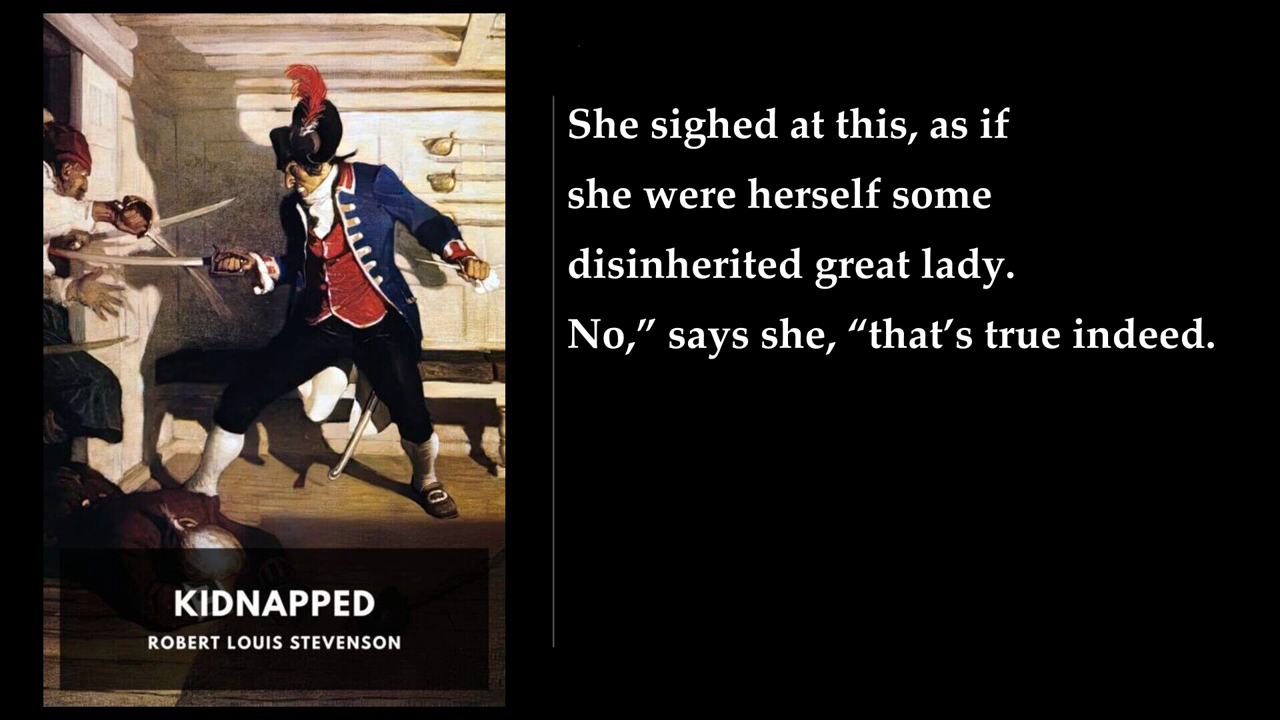 She sighed at this, as if
she were herself some
disinherited great lady.
No,” says she, “that’s true indeed.
KIDNAPPED
ROBERT LOUIS STEVENSON